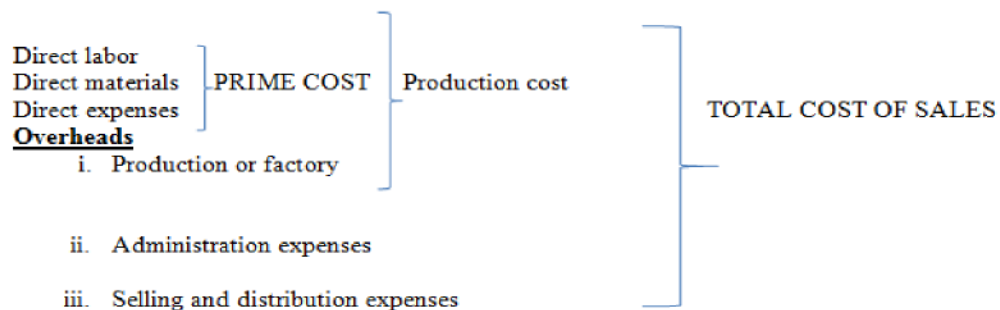 Direct labor
Direct materials PRIME COST Production cost
Direct expenses TOTAL COST OF SALES
Overheads
i. Production or factory
ii. Administration expenses
iii. Selling and distribution expenses